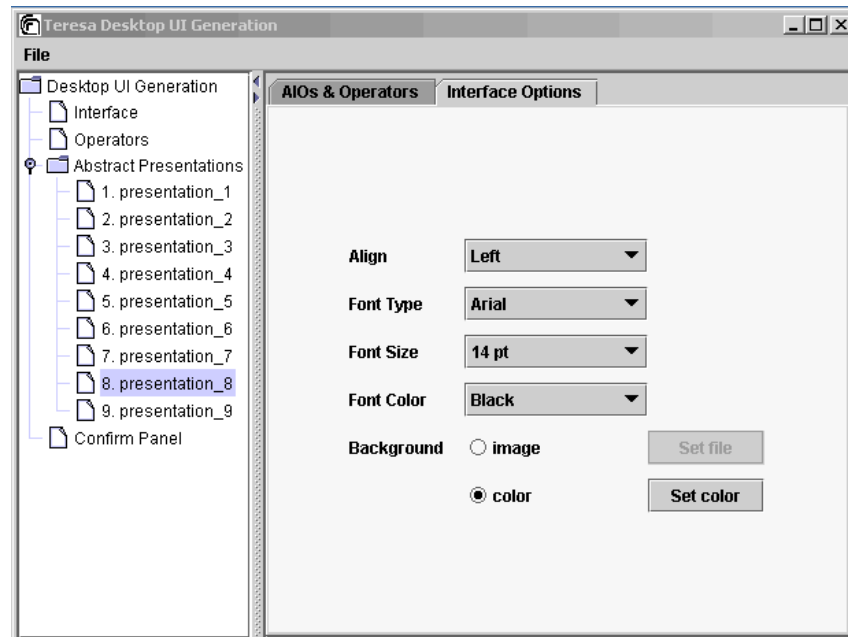 Teresa Desktop UI Generation
File
Desktop UI Generation
Interface
Operators
Abstract Presentations
1. presentation_1
2. presentation_2
3. presentation_3
4. presentation_4
5. presentation_5
6. presentation_6
7. presentation_7
8. presentation_8
9. presentation_9
Confirm Panel
AIOs & Operators Interface Options
Align Left
Font Type Arial
Font Size 14 pt
Font Color Black
Background image Set file
color Set color